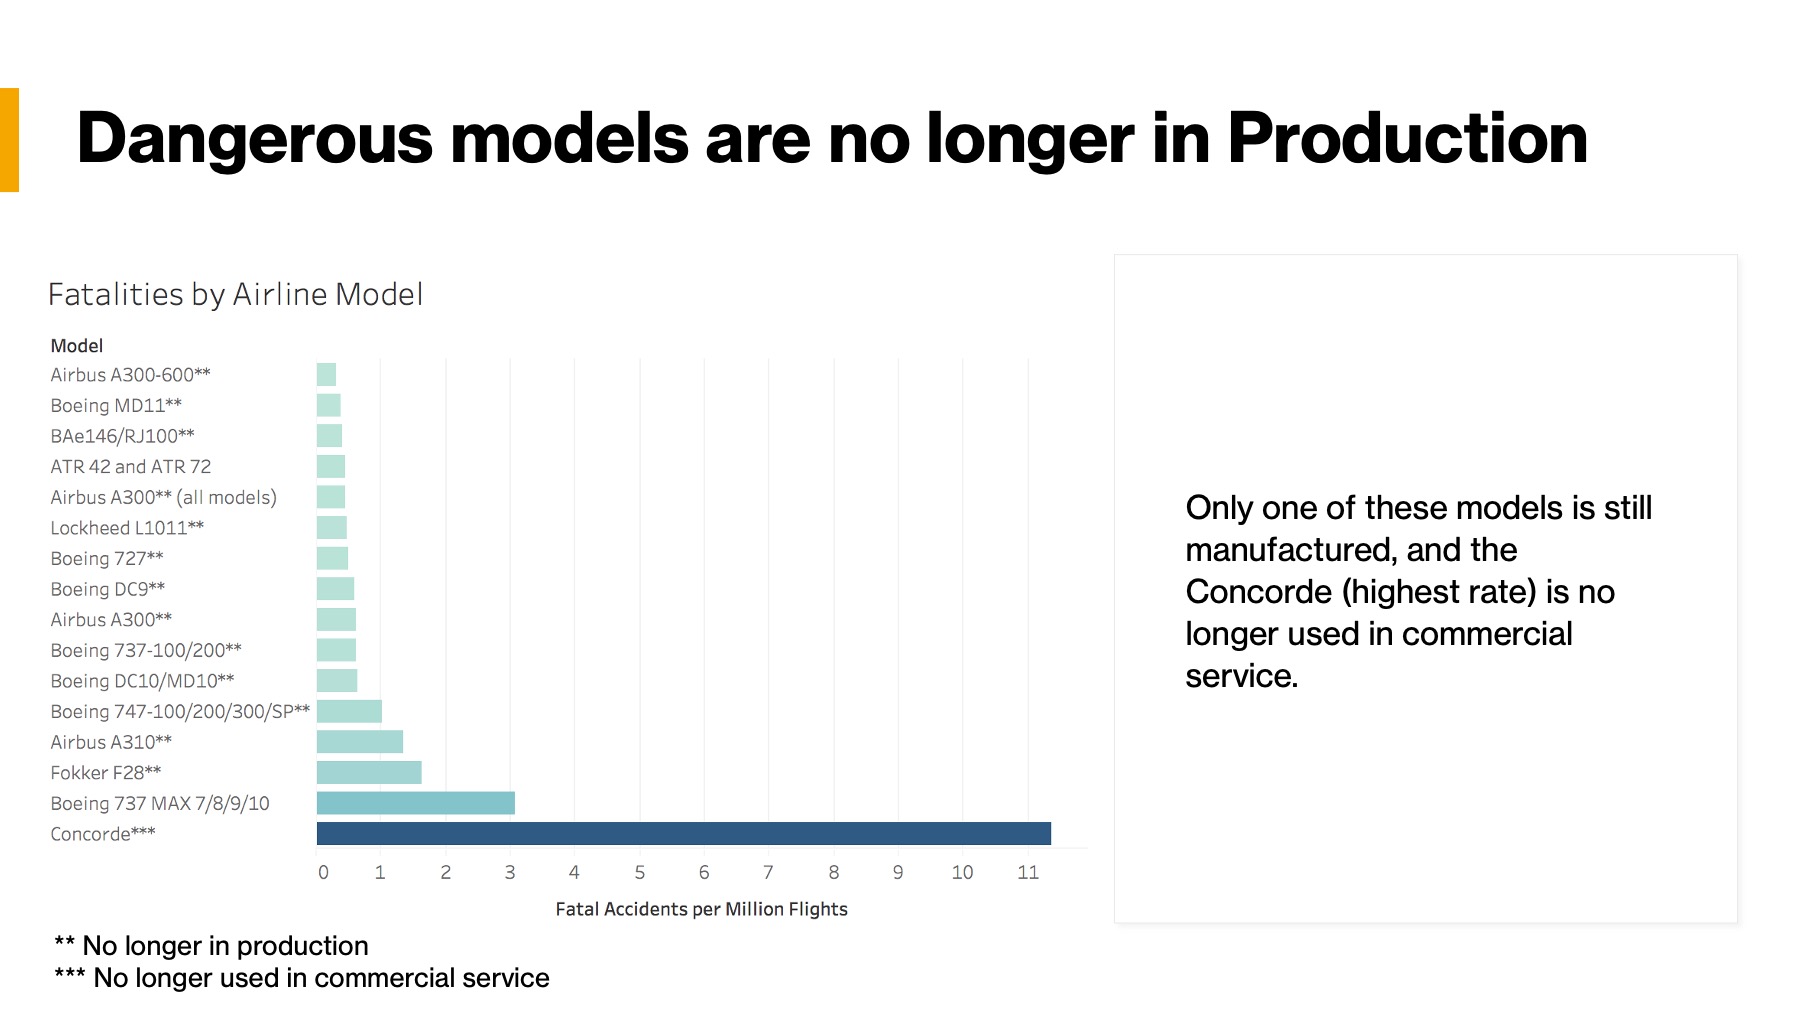 Dangerous models are no longer in Production
Fatalities by Airline Model
Model
Airbus A300-600**
Boeing MD11**
BAe146/RJ100**
ATR 42 and ATR 72
Airbus A300** (all models)
Lockheed L1011**
Boeing 727**
Boeing DC9**
Airbus A300**
Boeing 737-100/200**
Boeing DC10/MD10**
Boeing 747-100/200/300/SP**
Airbus A310**
Fokker F28**
Boeing 737 MAX 7/8/9/10
Concorde***
0 1 2 3 4 5 6 7 8 9 10 11
Fatal Accidents per Million Flights
** No longer in production
*** No longer used in commercial service
Only one of these models is still
manufactured, and the
Concorde (highest rate) is no
longer used in commercial
service.